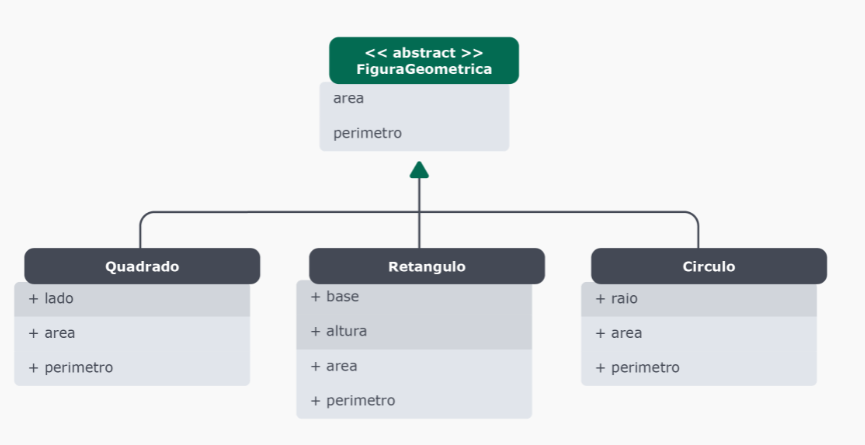 << abstract >>
FiguraGeometrica
area
perimetro
Quadrado
+ lado
+ area
+ perimetro
Retangulo
+ base
+ altura
+ area
+ perimetro
Circulo
+ raio
+ area
+ perimetro